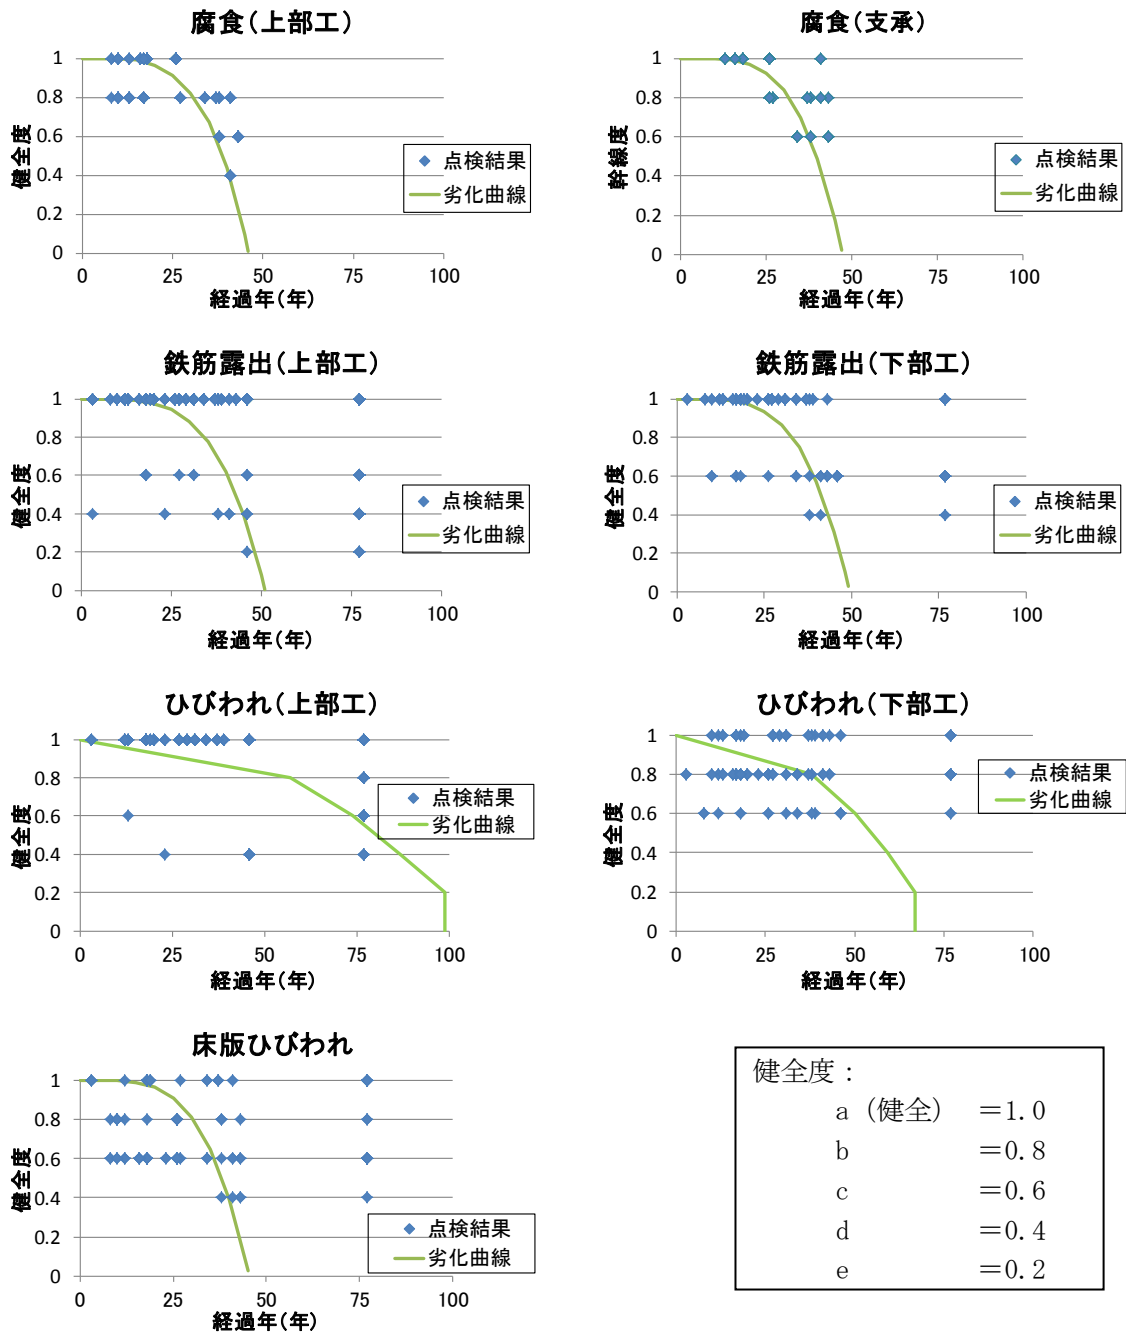 腐食(上部工)
1
0.8
0.6
0.4
0.2
0
0
25
50
75
100
健全度
経過年(年)
点検結果
劣化曲線
腐食(支承)
1
0.8
0.6
0.4
0.2
0
0
25
50
75
100
幹線度
経過年(年)
点検結果
劣化曲線
鉄筋露出(上部工)
1
0.8
0.6
0.4
0.2
0
0
25
50
75
100
健全度
経過年(年)
点検結果
劣化曲線
鉄筋露出(下部工)
1
0.8
0.6
0.4
0.2
0
0
25
50
75
100
健全度
経過年(年)
点検結果
劣化曲線
ひびわれ(上部工)
1
0.8
0.6
0.4
0.2
0
0
25
50
75
100
健全度
経過年(年)
点検結果
劣化曲線
ひびわれ(下部工)
1
0.8
0.6
0.4
0.2
0
0
25
50
75
100
健全度
経過年(年)
点検結果
劣化曲線
床版ひびわれ
1
0.8
0.6
0.4
0.2
0
0
25
50
75
100
健全度
経過年(年)
点検結果
劣化曲線
健全度：
a（健全） ＝1.0
b ＝0.8
c ＝0.6
d ＝0.4
e ＝0.2